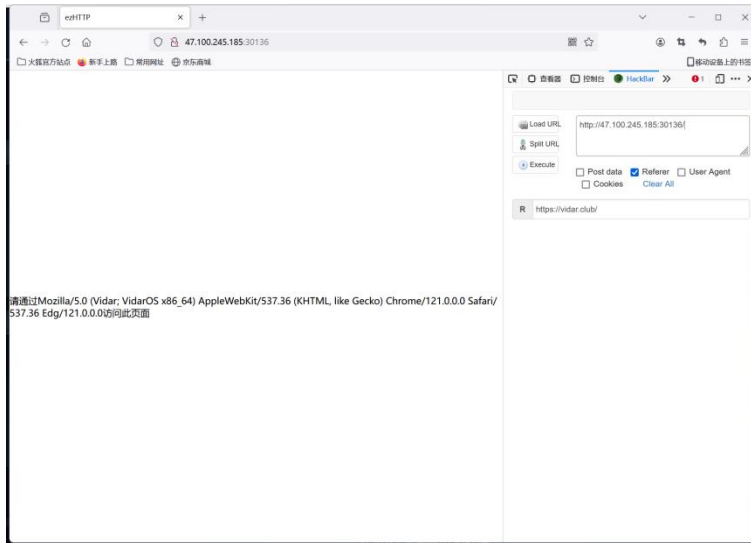 ezHTTP
47.100.245.185:30136
火狐官方站点 新手上路 常用网址 京东商城 移动设备上的书签
查看器 控制台 HackBar 1
Load URL http://47.100.245.185:30136/
Split URL
Execute
Post data Referer User Agent
Cookies Clear All
R https://vidar.club/
请通过Mozilla/5.0 (Vidar; VidarOS x86_64) AppleWebKit/537.36 (KHTML, like Gecko) Chrome/121.0.0.0 Safari/
537.36 Edg/121.0.0.0访问此页面